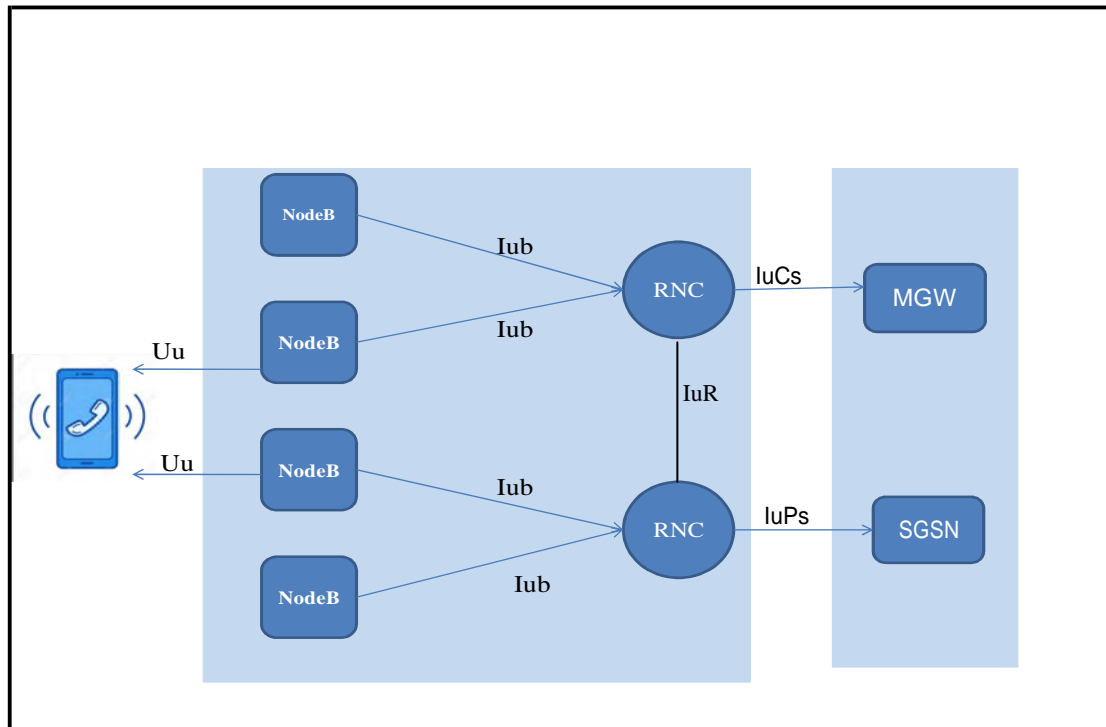 NodeB
Iub
RNC
IuCs
MGW
Iub
NodeB
Uu
IuR
Uu
NodeB
Iub
RNC
IuPs
SGSN
Iub
NodeB